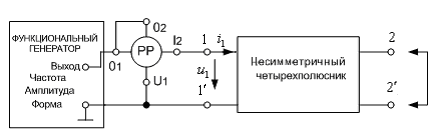 ФУНКЦИОНАЛЬНЫЙ
ГЕНЕРАТОР
Выход
Частота
Амплитуда
Форма
01
02
PP
I2
U1
1
i1
u1
1′
Несимметричный
четырехполюсник
2
2′